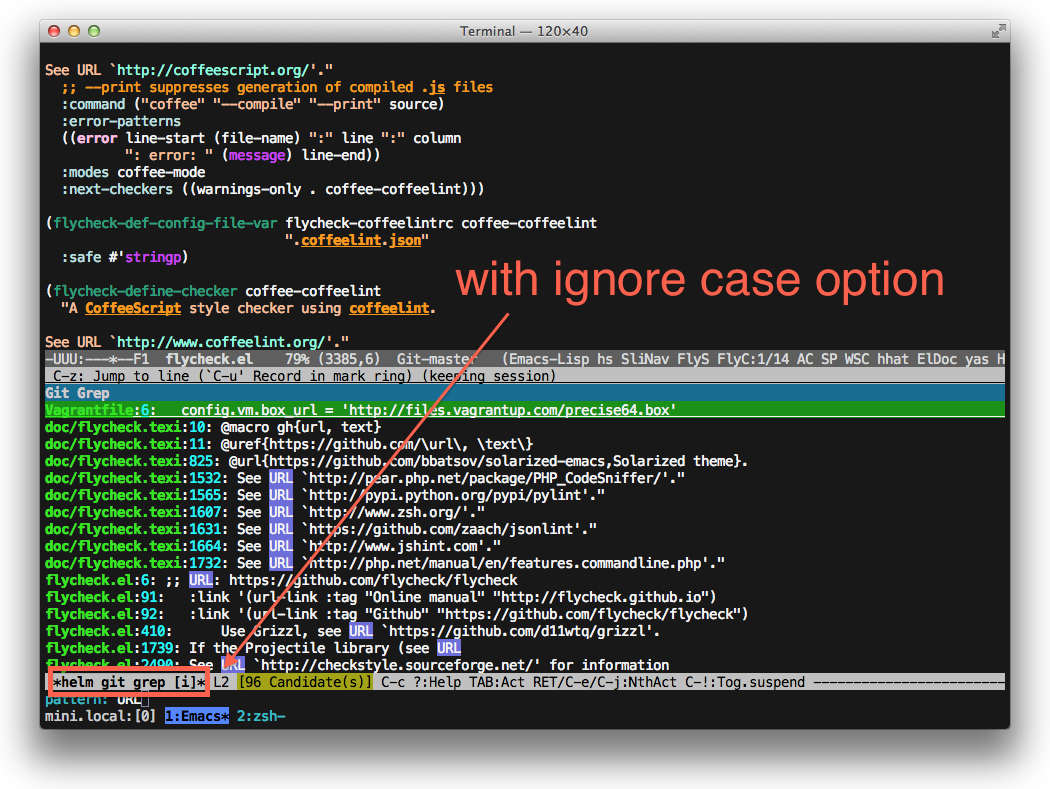 Terminal — 120×40
See URL `http://coffeescript.org/'."
;; --print suppresses generation of compiled .js files
:command ("coffee" "--compile" "--print" source)
:error-patterns
((error line-start (file-name) ":" line ":" column
": error: " (message) line-end))
:modes coffee-mode
:next-checkers ((warnings-only . coffee-coffeelint)))
(flycheck-def-config-file-var flycheck-coffeelintrc coffee-coffeelint
".coffeelint.json"
:safe #'stringp)
with ignore case option
(flycheck-define-checker coffee-coffeelint
"A CoffeeScript style checker using coffeelint.
See URL `http://www.coffeelint.org/'."
-UUU:---*--F1  flycheck.el    79% (3385,6)  Git-master   (Emacs-Lisp hs SliNav FlyS FlyC:1/14 AC SP WSC hhat ElDoc yas H
C-z: Jump to line (`C-u' Record in mark ring) (keeping session)
Git Grep
Vagrantfile:6:   config.vm.box_url = 'http://files.vagrantup.com/precise64.box'
doc/flycheck.texi:10: @macro gh{url, text}
doc/flycheck.texi:11: @uref{https://github.com/\url\, \text\}
doc/flycheck.texi:825: @url{https://github.com/bbatsov/solarized-emacs,Solarized theme}.
doc/flycheck.texi:1532: See URL `http://pear.php.net/package/PHP_CodeSniffer/'."
doc/flycheck.texi:1565: See URL `http://pypi.python.org/pypi/pylint'."
doc/flycheck.texi:1607: See URL `http://www.zsh.org/'."
doc/flycheck.texi:1631: See URL `https://github.com/zaach/jsonlint'."
doc/flycheck.texi:1664: See URL `http://www.jshint.com'."
doc/flycheck.texi:1732: See URL `http://php.net/manual/en/features.commandline.php'."
flycheck.el:6: ;; URL: https://github.com/flycheck/flycheck
flycheck.el:91:   :link '(url-link :tag "Online manual" "http://flycheck.github.io")
flycheck.el:92:   :link '(url-link :tag "Github" "https://github.com/flycheck/flycheck")
flycheck.el:410:      Use Grizzl, see URL `https://github.com/d11wtq/grizzl'.
flycheck.el:1739: If the Projectile library (see URL
flycheck.el:2490: See URL `http://checkstyle.sourceforge.net/' for information
*helm git grep [i]* L2 [96 Candidate(s)] C-c ?:Help TAB:Act RET/C-e/C-j:NthAct C-!:Tog.suspend ------------------------
pattern: URL
mini.local:[0] 1:Emacs* 2:zsh-